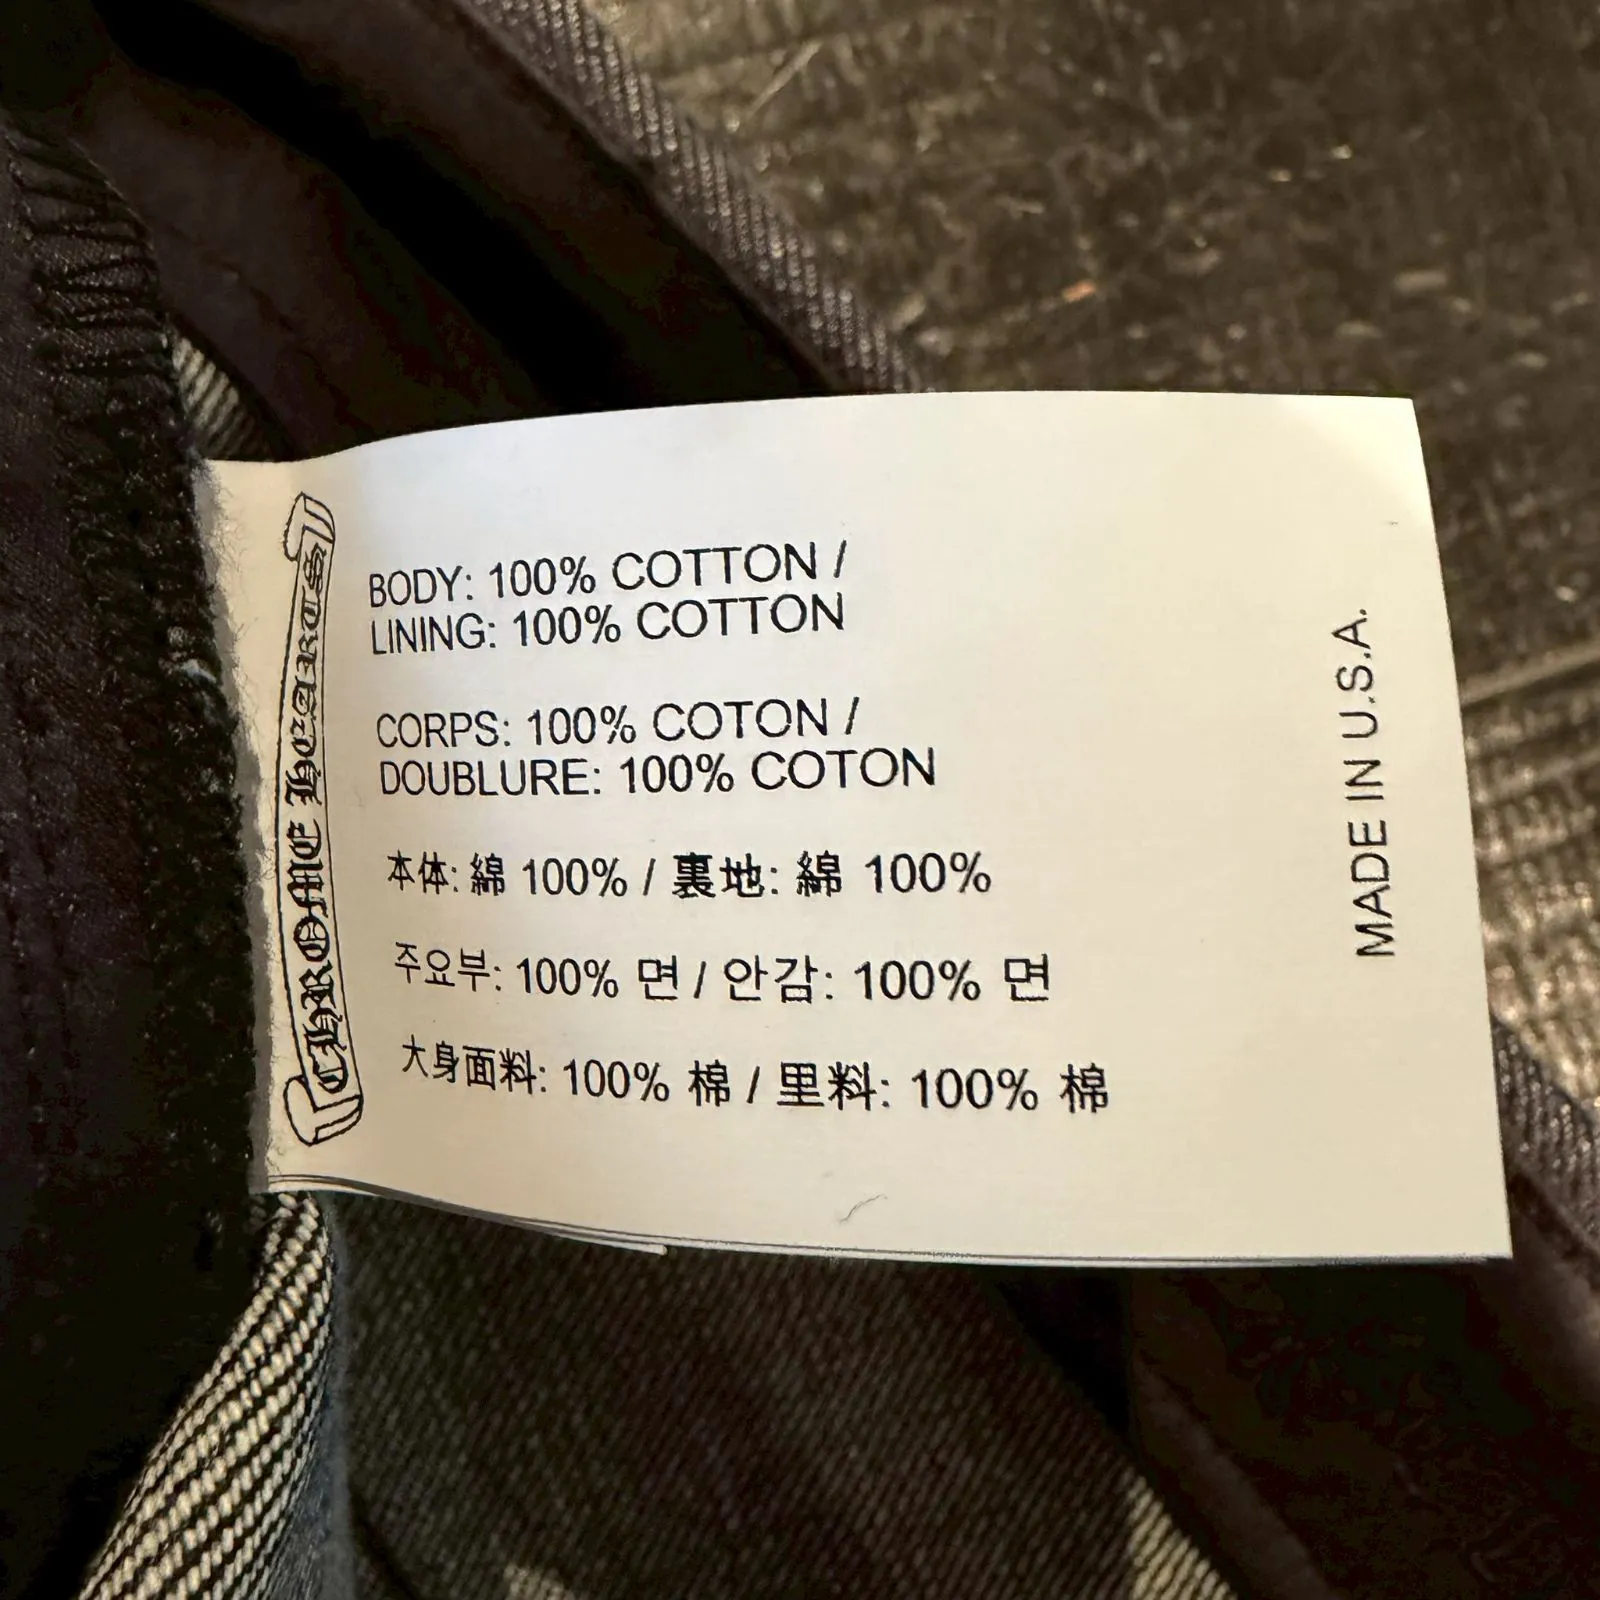 CHROME HEARTS
BODY: 100% COTTON /
LINING: 100% COTTON
CORPS: 100% COTON /
DOUBLURE: 100% COTON
本体: 綿 100% / 裏地: 綿 100%
주요부: 100% 면 / 안감: 100% 면
大身面料: 100% 棉 / 里料: 100% 棉
MADE IN U.S.A.